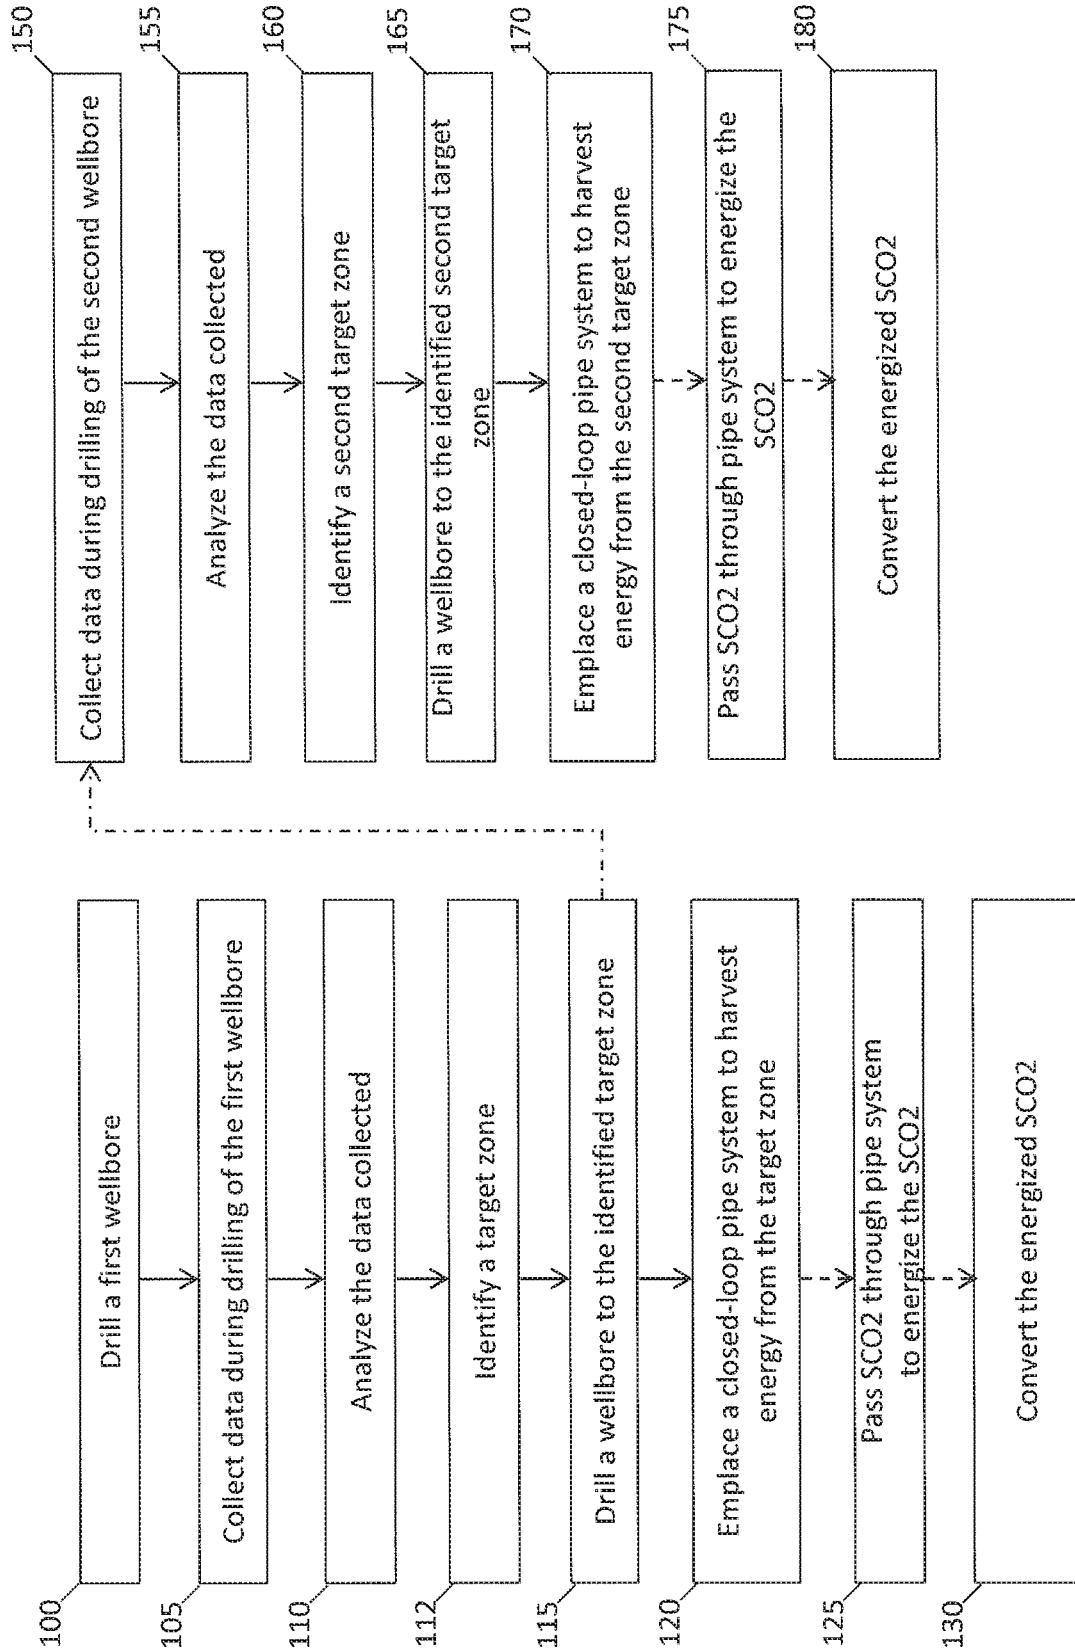 100
Drill a first wellbore
105
Collect data during drilling of the first wellbore
110
Analyze the data collected
112
Identify a target zone
115
Drill a wellbore to the identified target zone
120
Emplace a closed-loop pipe system to harvest
energy from the target zone
125
Pass SCO2 through pipe system
to energize the SCO2
130
Convert the energized SCO2
150
Collect data during drilling of the second wellbore
155
Analyze the data collected
160
Identify a second target zone
165
Drill a wellbore to the identified second target
zone
170
Emplace a closed-loop pipe system to harvest
energy from the second target zone
175
Pass SCO2 through pipe system to energize the
SCO2
180
Convert the energized SCO2